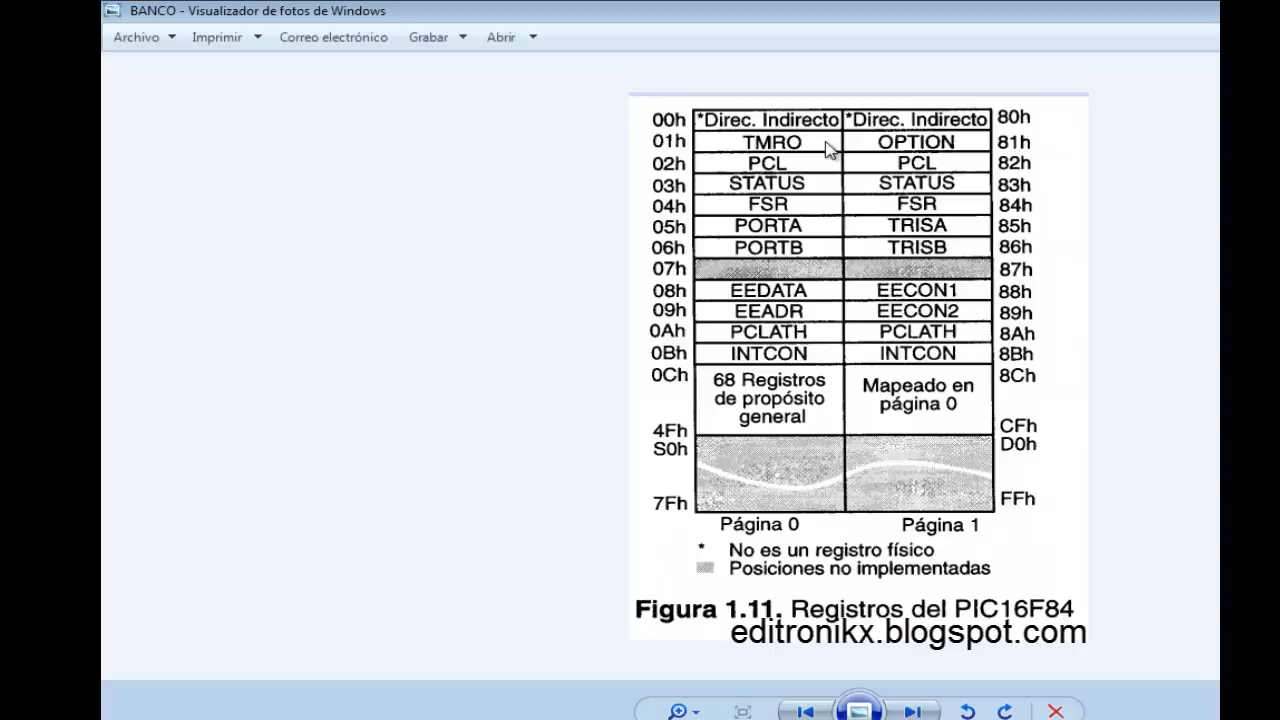 BANCO - Visualizador de fotos de Windows
Archivo Imprimir Correo electrónico Grabar Abrir
00h *Direc. Indirecto *Direc. Indirecto 80h
01h TMRO OPTION 81h
02h PCL PCL 82h
03h STATUS STATUS 83h
04h FSR FSR 84h
05h PORTA TRISA 85h
06h PORTB TRISB 86h
07h 87h
08h EEDATA EECON1 88h
09h EEADR EECON2 89h
0Ah PCLATH PCLATH 8Ah
0Bh INTCON INTCON 8Bh
0Ch 68 Registros Mapeado en 8Ch
de propósito página 0
general
4Fh CFh
S0h D0h
7Fh FFh
Página 0 Página 1
* No es un registro físico
Posiciones no implementadas
Figura 1.11. Registros del PIC16F84
editronikx.blogspot.com